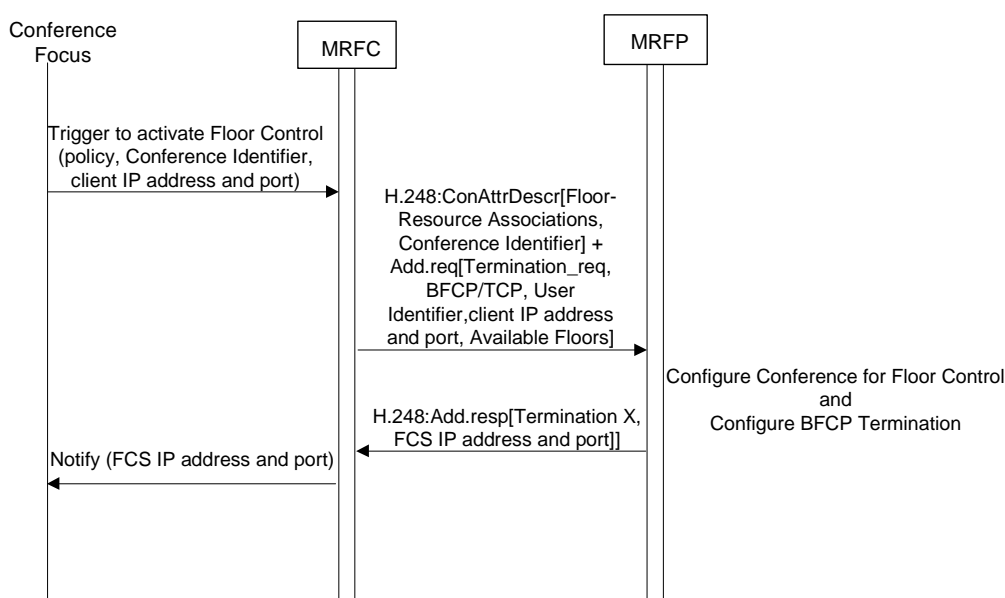 Conference
Focus
MRFC
MRFP
Trigger to activate Floor Control
(policy, Conference Identifier,
client IP address and port)
H.248:ConAttrDescr[Floor-
Resource Associations,
Conference Identifier] +
Add.req[Termination_req,
BFCP/TCP, User
Identifier,client IP address
and port, Available Floors]
Configure Conference for Floor Control
and
Configure BFCP Termination
H.248:Add.resp[Termination X,
FCS IP address and port]]
Notify (FCS IP address and port)